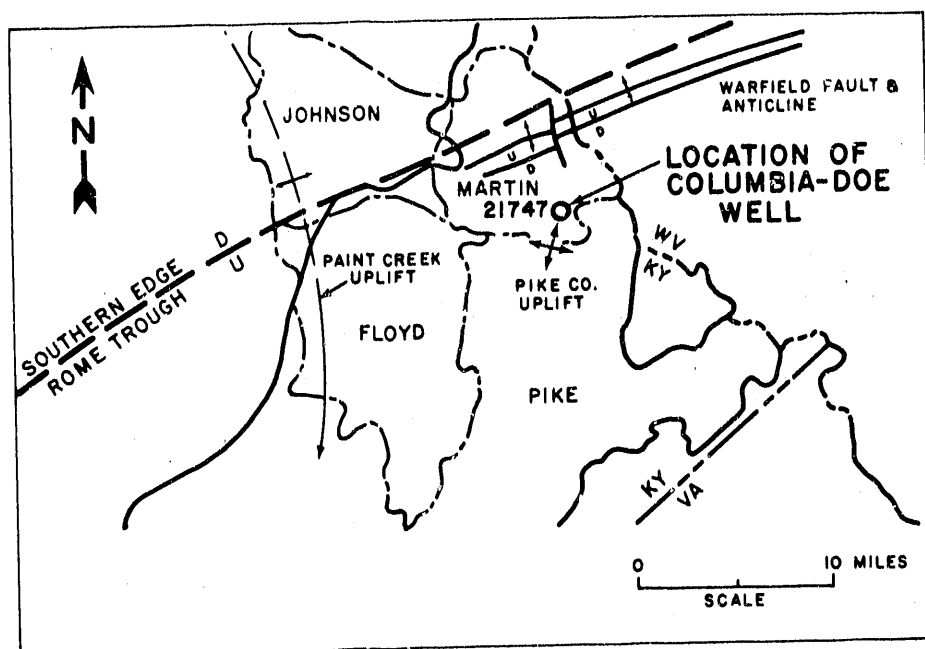 N
JOHNSON
WARFIELD FAULT &
ANTICLINE
U
D
U
D
LOCATION OF
COLUMBIA-DOE
WELL
MARTIN
21747
D
U
SOUTHERN EDGE
ROME TROUGH
PAINT CREEK
UPLIFT
FLOYD
PIKE CO.
UPLIFT
WV
KY
PIKE
KY
VA
0 10 MILES
SCALE